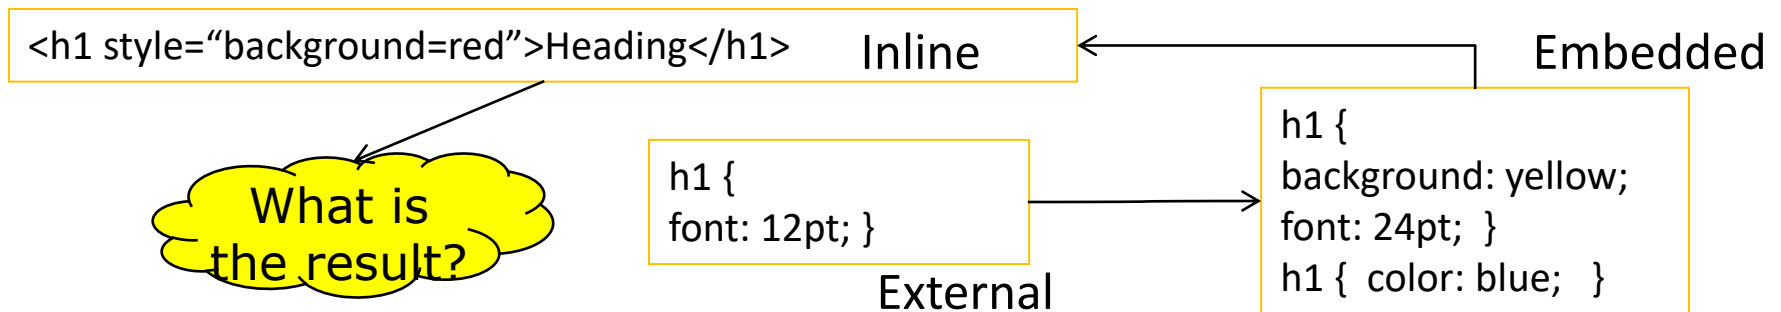 <h1 style=“background=red”>Heading</h1>
Inline
Embedded
What is
the result?
h1 {
font: 12pt; }
External
h1 {
background: yellow;
font: 24pt;  }
h1 {  color: blue;   }